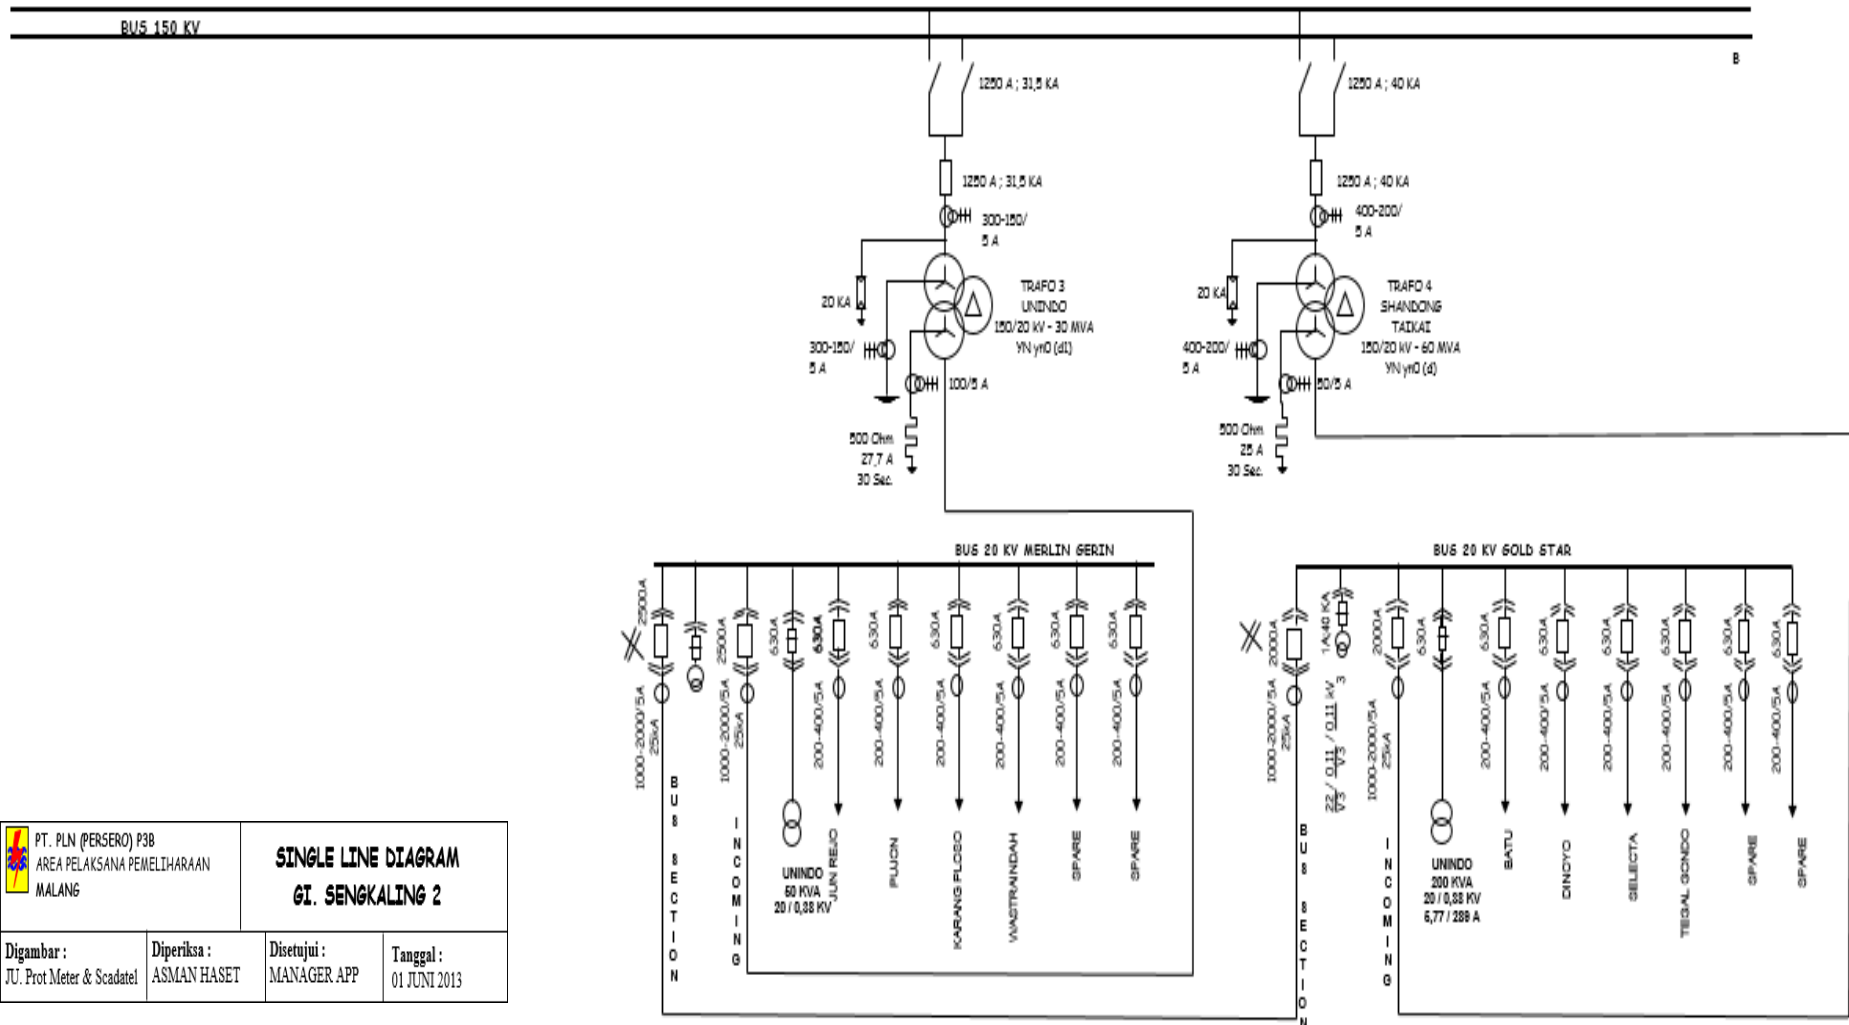 BUS 150 KV
B
1250 A ; 31,5 KA
1250 A ; 40 KA
1250 A ; 31,5 KA
1250 A ; 40 KA
300-150/
5 A
400-200/
5 A
20 KA
TRAFO 3
UNINDO
150/20 kV - 30 MVA
YN yn0 (d1)
20 KA
TRAFO 4
SHANDONG
TAIKAI
150/20 kV - 60 MVA
YN yn0 (d)
300-150/
5 A
400-200/
5 A
100/5 A
50/5 A
500 Ohm
27,7 A
30 Sec.
500 Ohm
25 A
30 Sec.
BUS 20 KV MERLIN GERIN
BUS 20 KV GOLD STAR
2500A
1000-2000/5A
25kA
BUS SECTION
2500A
1000-2000/5A
25kA
INCOMING
630A
UNINDO
50 KVA
20 / 0,38 KV
630A
200-400/5A
JUN REJO
630A
200-400/5A
PUJON
630A
200-400/5A
KARANG PLOSO
630A
200-400/5A
WASTRAINDAH
630A
200-400/5A
SPARE
630A
200-400/5A
SPARE
2000A
1000-2000/5A
25kA
BUS SECTION
1A;40 KA
22 / 0,11 / 0,11 kV
V3 V3 3
2000A
1000-2000/5A
25kA
INCOMING
630A
UNINDO
200 KVA
20 / 0,38 KV
5,77 / 289 A
630A
200-400/5A
BATU
630A
200-400/5A
DINOYO
630A
200-400/5A
SELECTA
630A
200-400/5A
TEGAL GONDO
630A
200-400/5A
SPARE
630A
200-400/5A
SPARE
PT. PLN (PERSERO) P3B
AREA PELAKSANA PEMELIHARAAN
MALANG
SINGLE LINE DIAGRAM
GI. SENGKALING 2
Digambar :
JU. Prot Meter & Scadatel
Diperiksa :
ASMAN HASET
Disetujui :
MANAGER APP
Tanggal :
01 JUNI 2013